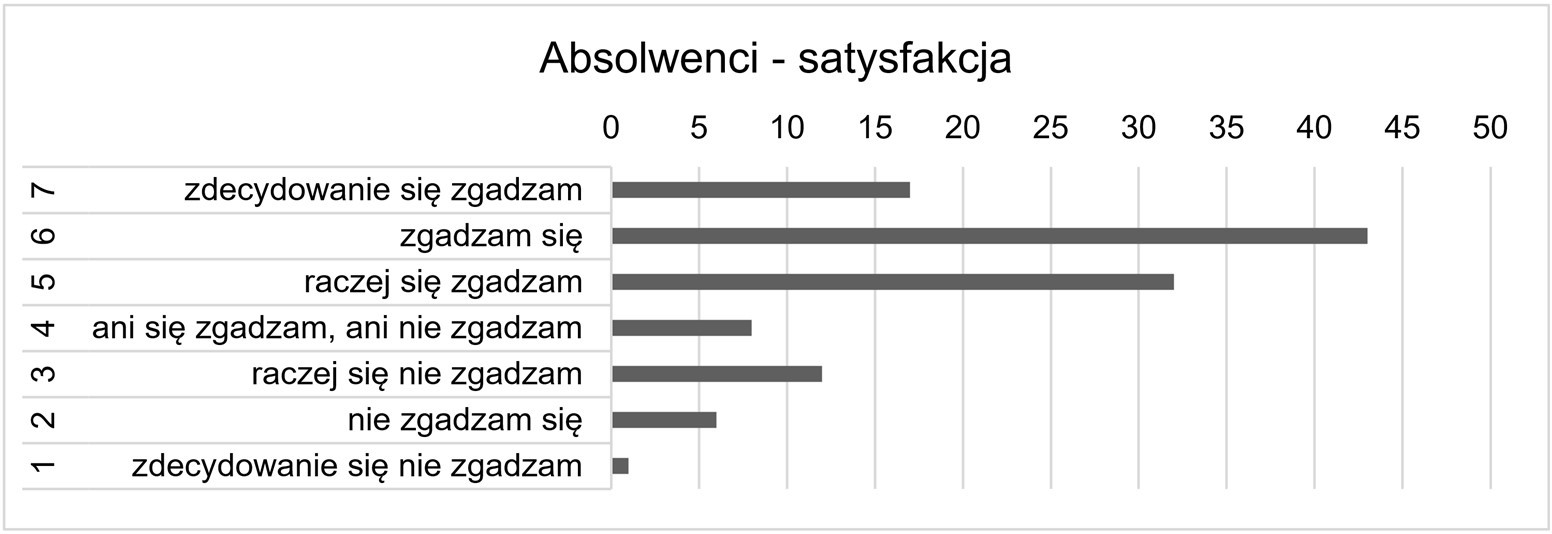 Absolwenci - satysfakcja
0 5 10 15 20 25 30 35 40 45 50
7 zdecydowanie się zgadzam
6 zgadzam się
5 raczej się zgadzam
4 ani się zgadzam, ani nie zgadzam
3 raczej się nie zgadzam
2 nie zgadzam się
1 zdecydowanie się nie zgadzam